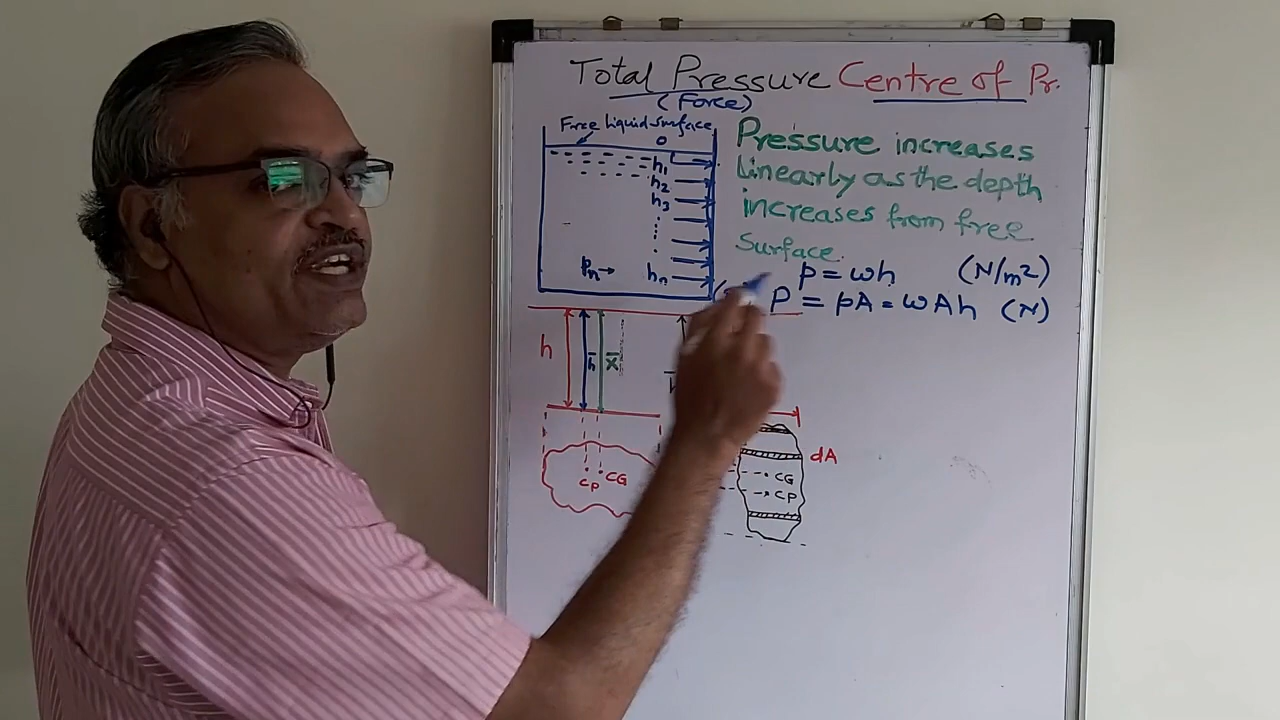 Total Pressure Centre of Pr.
(Force)
Free liquid surface
0
h₁
h₂
h₃
pₙ→ hₙ
Pressure increases
linearly as the depth
increases from free
surface.
p = wh (N/m²)
P = pA = wAh (N)
h h̅ x̅
dA
CP CG
CG
CP